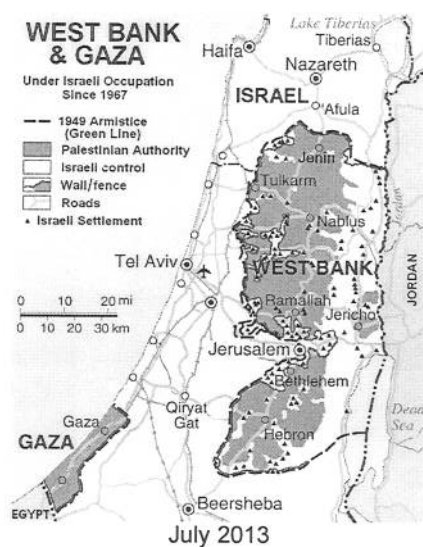 WEST BANK
& GAZA
Under Israeli Occupation
Since 1967
1949 Armistice
(Green Line)
Palestinian Authority
Israeli control
Wall/fence
Roads
Israeli Settlement
Lake Tiberias
Tiberias
Haifa
Nazareth
ISRAEL
'Afula
Jenin
Tulkarm
Nablus
Jordan
Tel Aviv
WEST BANK
0 10 20 mi
0 10 20 30 km
Ramallah
Jericho
JORDAN
Jerusalem
Bethlehem
Qiryat
Gat
Dead
Sea
Gaza
GAZA
Hebron
EGYPT
Beersheba
July 2013